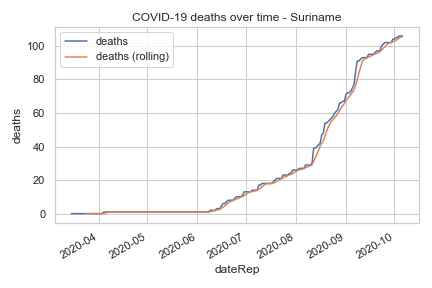 COVID-19 deaths over time - Suriname
deaths
deaths (rolling)
deaths
100
80
60
40
20
0
2020-04
2020-05
2020-06
2020-07
2020-08
2020-09
2020-10
dateRep